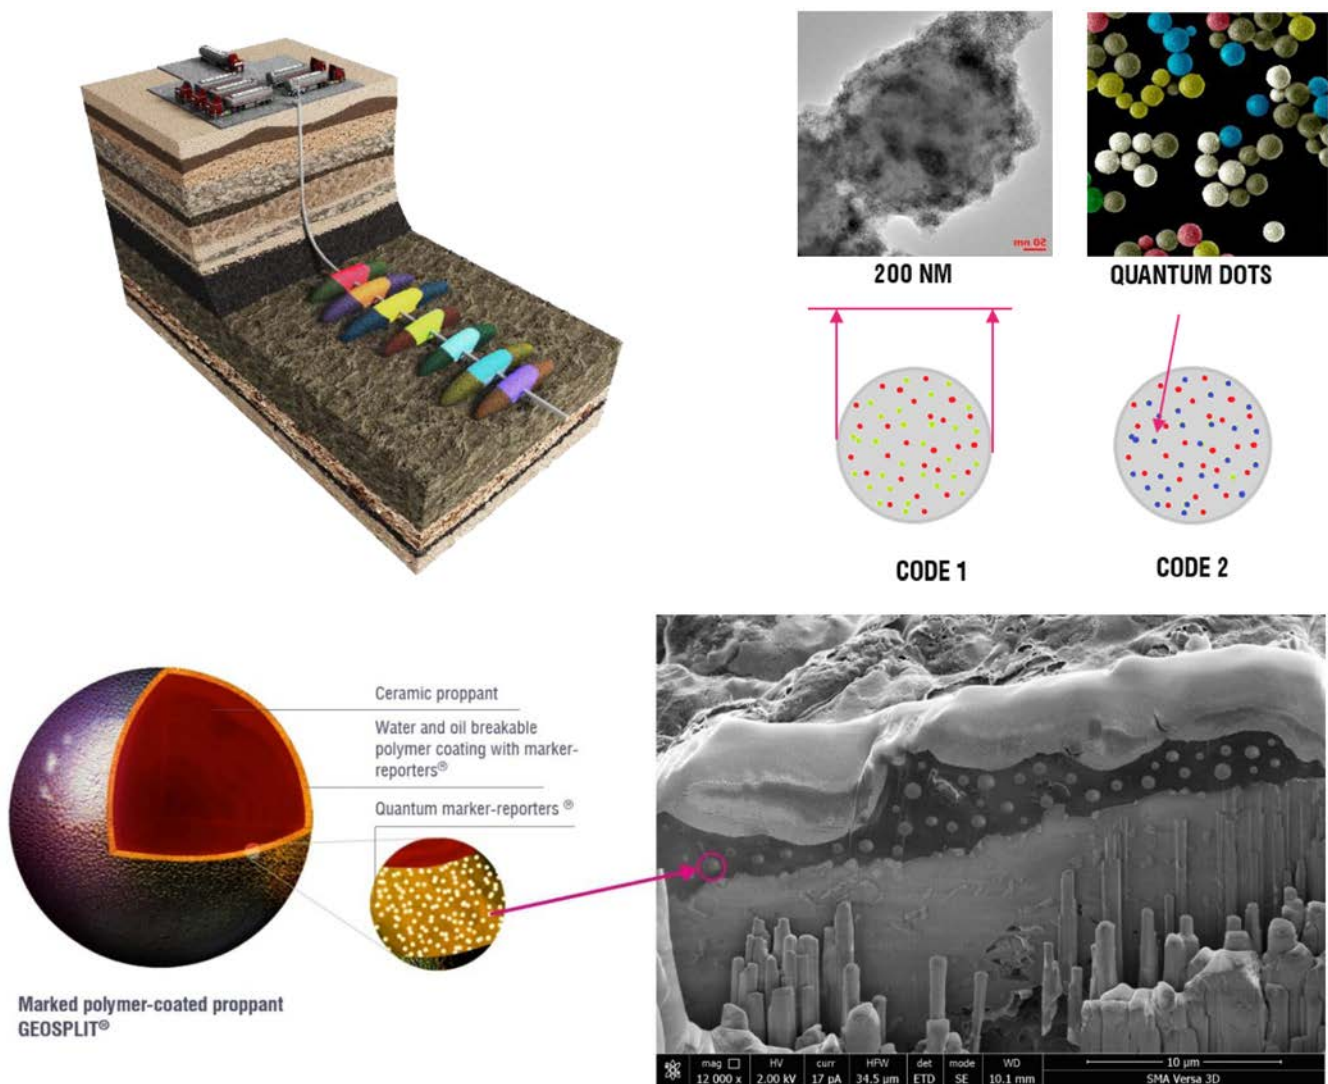 50 nm
200 NM
QUANTUM DOTS
CODE 1
CODE 2
Ceramic proppant
Water and oil breakable
polymer coating with marker-
reporters®
Quantum marker-reporters ®
Marked polymer-coated proppant
GEOSPLIT®
mag □ HV curr HFW det mode WD
12 000 x 2.00 kV 17 pA 34.5 µm ETD SE 10.1 mm
10 µm
SMA Versa 3D